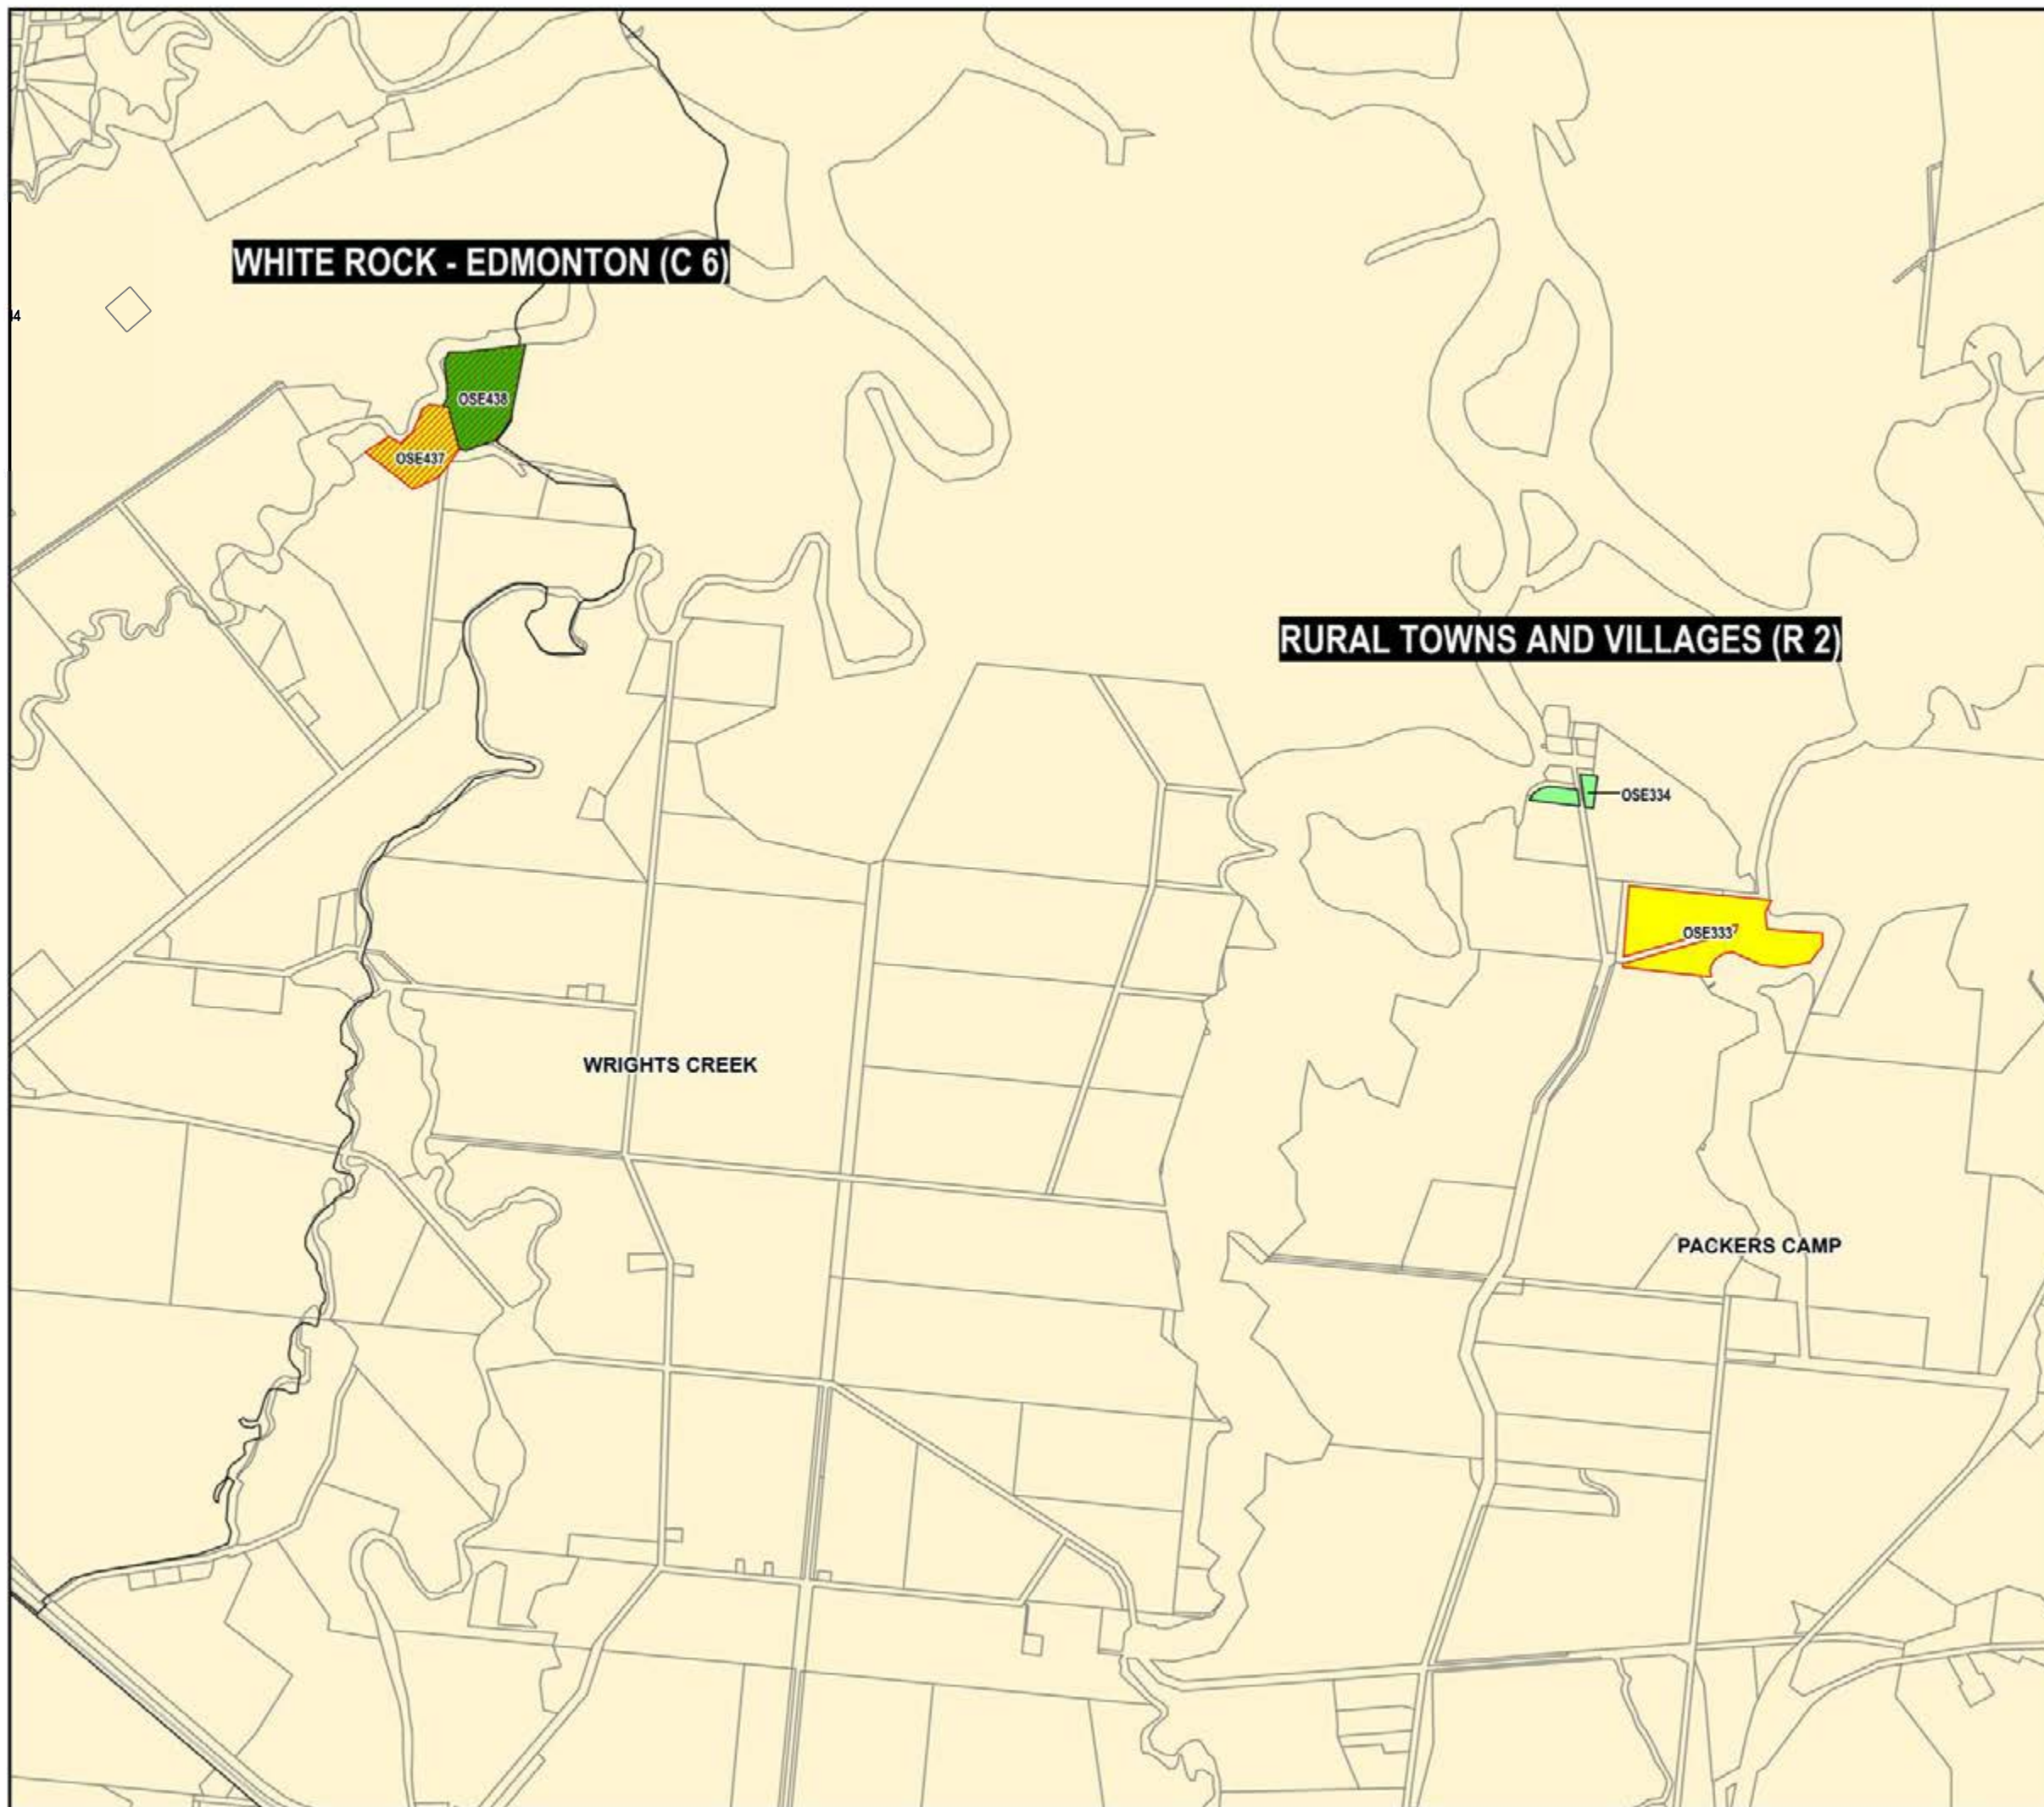 WHITE ROCK - EDMONTON (C 6)
OSE438
OSE437
RURAL TOWNS AND VILLAGES (R 2)
OSE334
OSE333
WRIGHTS CREEK
PACKERS CAMP